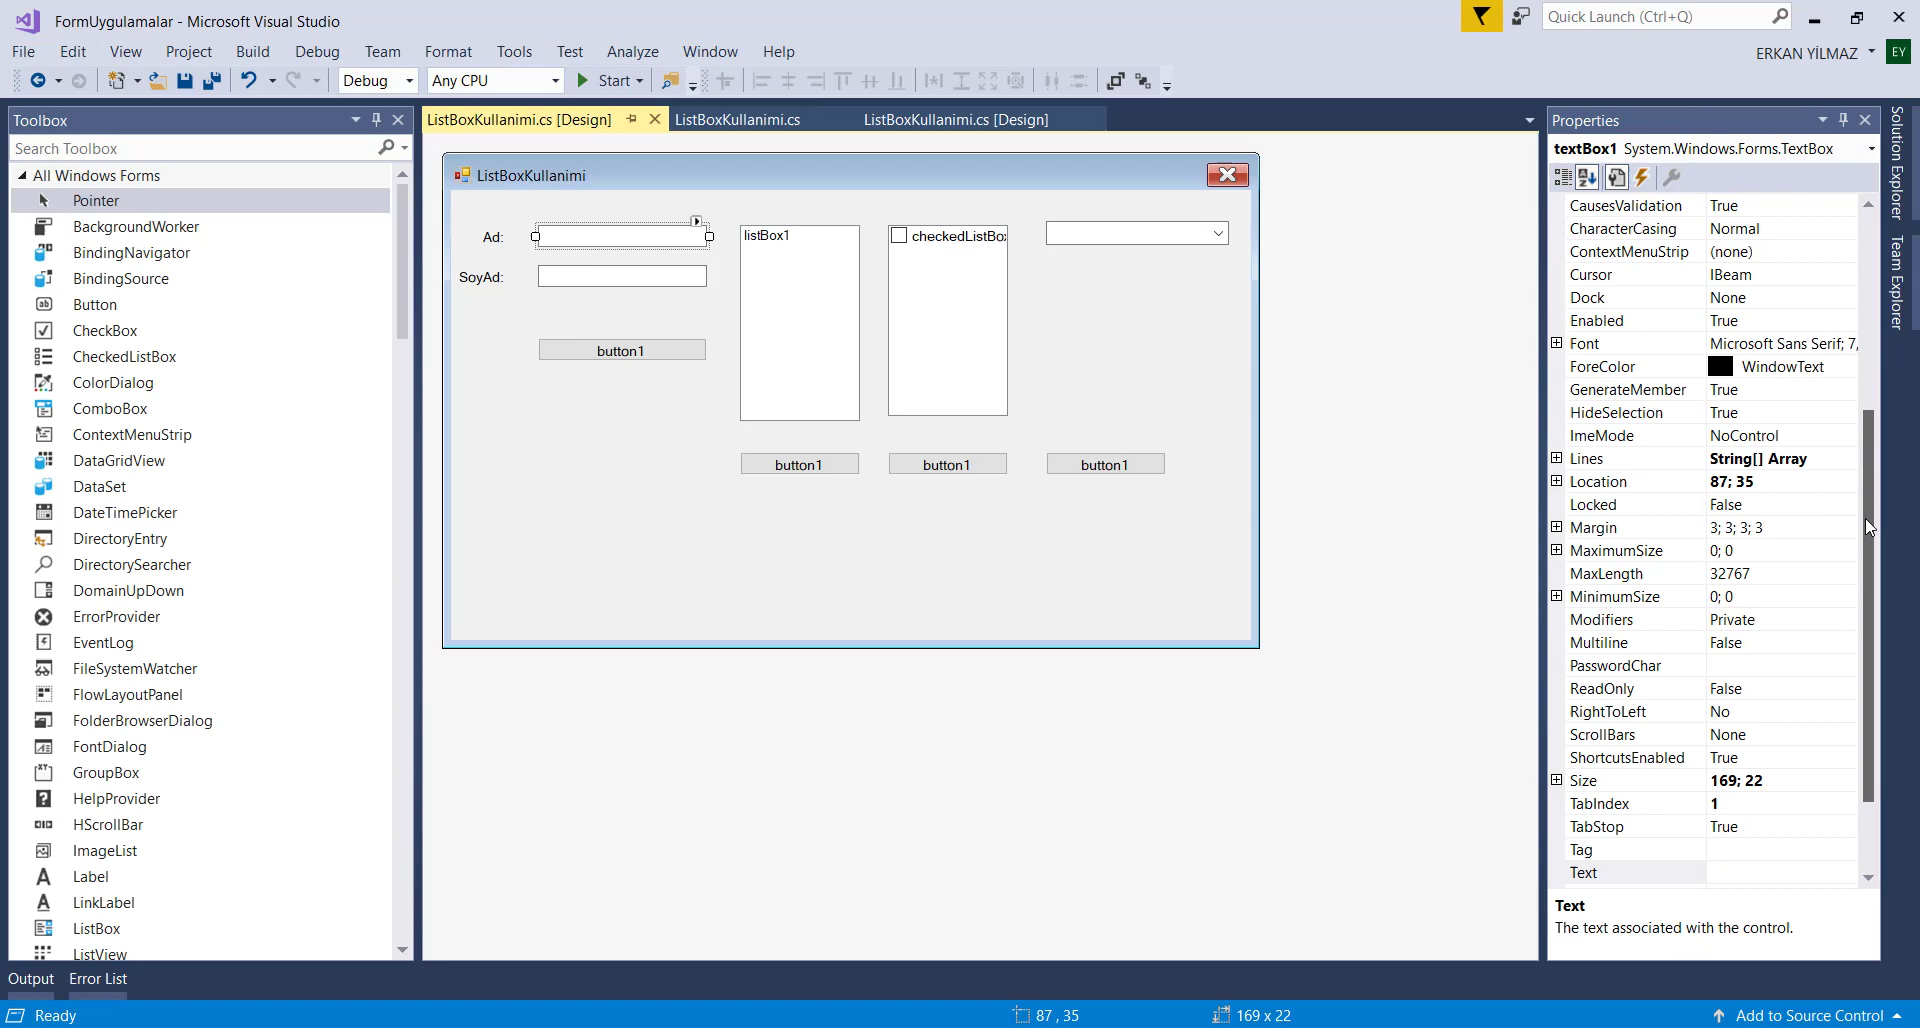 FormUygulamalar - Microsoft Visual Studio
Quick Launch (Ctrl+Q)
File Edit View Project Build Debug Team Format Tools Test Analyze Window Help
ERKAN YİLMAZ EY
Debug Any CPU Start
Toolbox
Search Toolbox
All Windows Forms
Pointer
BackgroundWorker
BindingNavigator
BindingSource
Button
CheckBox
CheckedListBox
ColorDialog
ComboBox
ContextMenuStrip
DataGridView
DataSet
DateTimePicker
DirectoryEntry
DirectorySearcher
DomainUpDown
ErrorProvider
EventLog
FileSystemWatcher
FlowLayoutPanel
FolderBrowserDialog
FontDialog
GroupBox
HelpProvider
HScrollBar
ImageList
Label
LinkLabel
ListBox
ListView
ListBoxKullanimi.cs [Design] ListBoxKullanimi.cs ListBoxKullanimi.cs [Design]
ListBoxKullanimi
Ad: listBox1 checkedListBo
SoyAd:
button1
button1 button1 button1
Properties
textBox1 System.Windows.Forms.TextBox
CausesValidation True
CharacterCasing Normal
ContextMenuStrip (none)
Cursor IBeam
Dock None
Enabled True
Font Microsoft Sans Serif; 7,
ForeColor WindowText
GenerateMember True
HideSelection True
ImeMode NoControl
Lines String[] Array
Location 87; 35
Locked False
Margin 3; 3; 3; 3
MaximumSize 0; 0
MaxLength 32767
MinimumSize 0; 0
Modifiers Private
Multiline False
PasswordChar
ReadOnly False
RightToLeft No
ScrollBars None
ShortcutsEnabled True
Size 169; 22
TabIndex 1
TabStop True
Tag
Text
Text
The text associated with the control.
Solution Explorer
Team Explorer
Output Error List
Ready 87 , 35 169 x 22 Add to Source Control